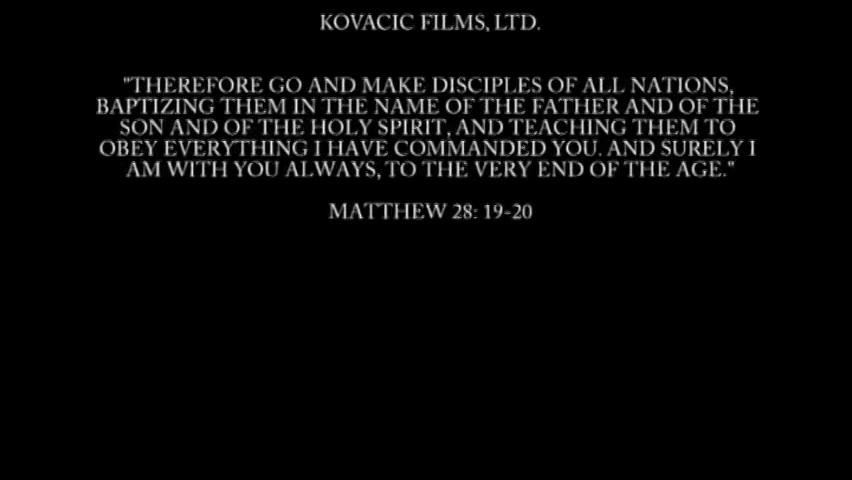 KOVACIC FILMS, LTD.
"THEREFORE GO AND MAKE DISCIPLES OF ALL NATIONS,
BAPTIZING THEM IN THE NAME OF THE FATHER AND OF THE
SON AND OF THE HOLY SPIRIT, AND TEACHING THEM TO
OBEY EVERYTHING I HAVE COMMANDED YOU. AND SURELY I
AM WITH YOU ALWAYS, TO THE VERY END OF THE AGE."
MATTHEW 28: 19-20